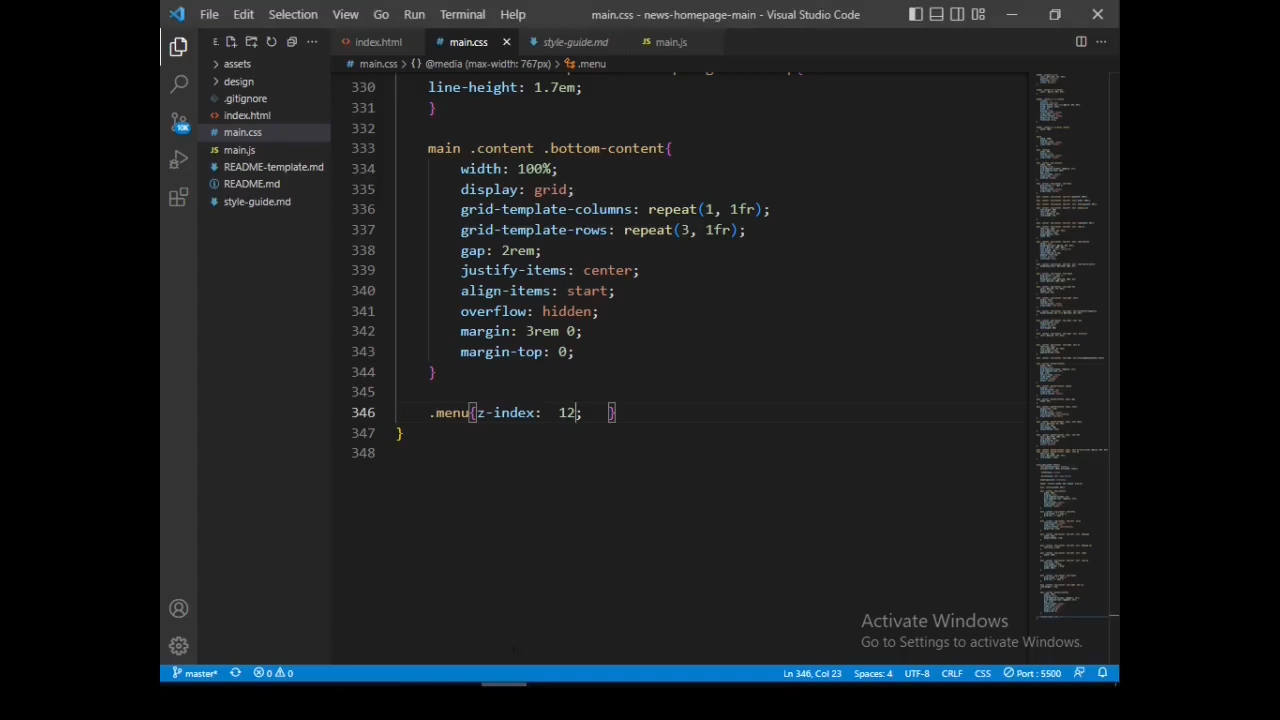 File Edit Selection View Go Run Terminal Help
main.css - news-homepage-main - Visual Studio Code
E.
index.html main.css style-guide.md main.js
main.css > @media (max-width: 767px) > .menu
assets
design
.gitignore
index.html
main.css
main.js
README-template.md
README.md
style-guide.md
10K
330 line-height: 1.7em;
331 }
332
333 main .content .bottom-content{
334 width: 100%;
335 display: grid;
336 grid-template-columns: repeat(1, 1fr);
337 grid-template-rows: repeat(3, 1fr);
338 gap: 2rem;
339 justify-items: center;
340 align-items: start;
341 overflow: hidden;
342 margin: 3rem 0;
343 margin-top: 0;
344 }
345
346 .menu{z-index:  12;   }
347 }
348
Activate Windows
Go to Settings to activate Windows.
master* 0 0 Ln 346, Col 23 Spaces: 4 UTF-8 CRLF CSS Port : 5500